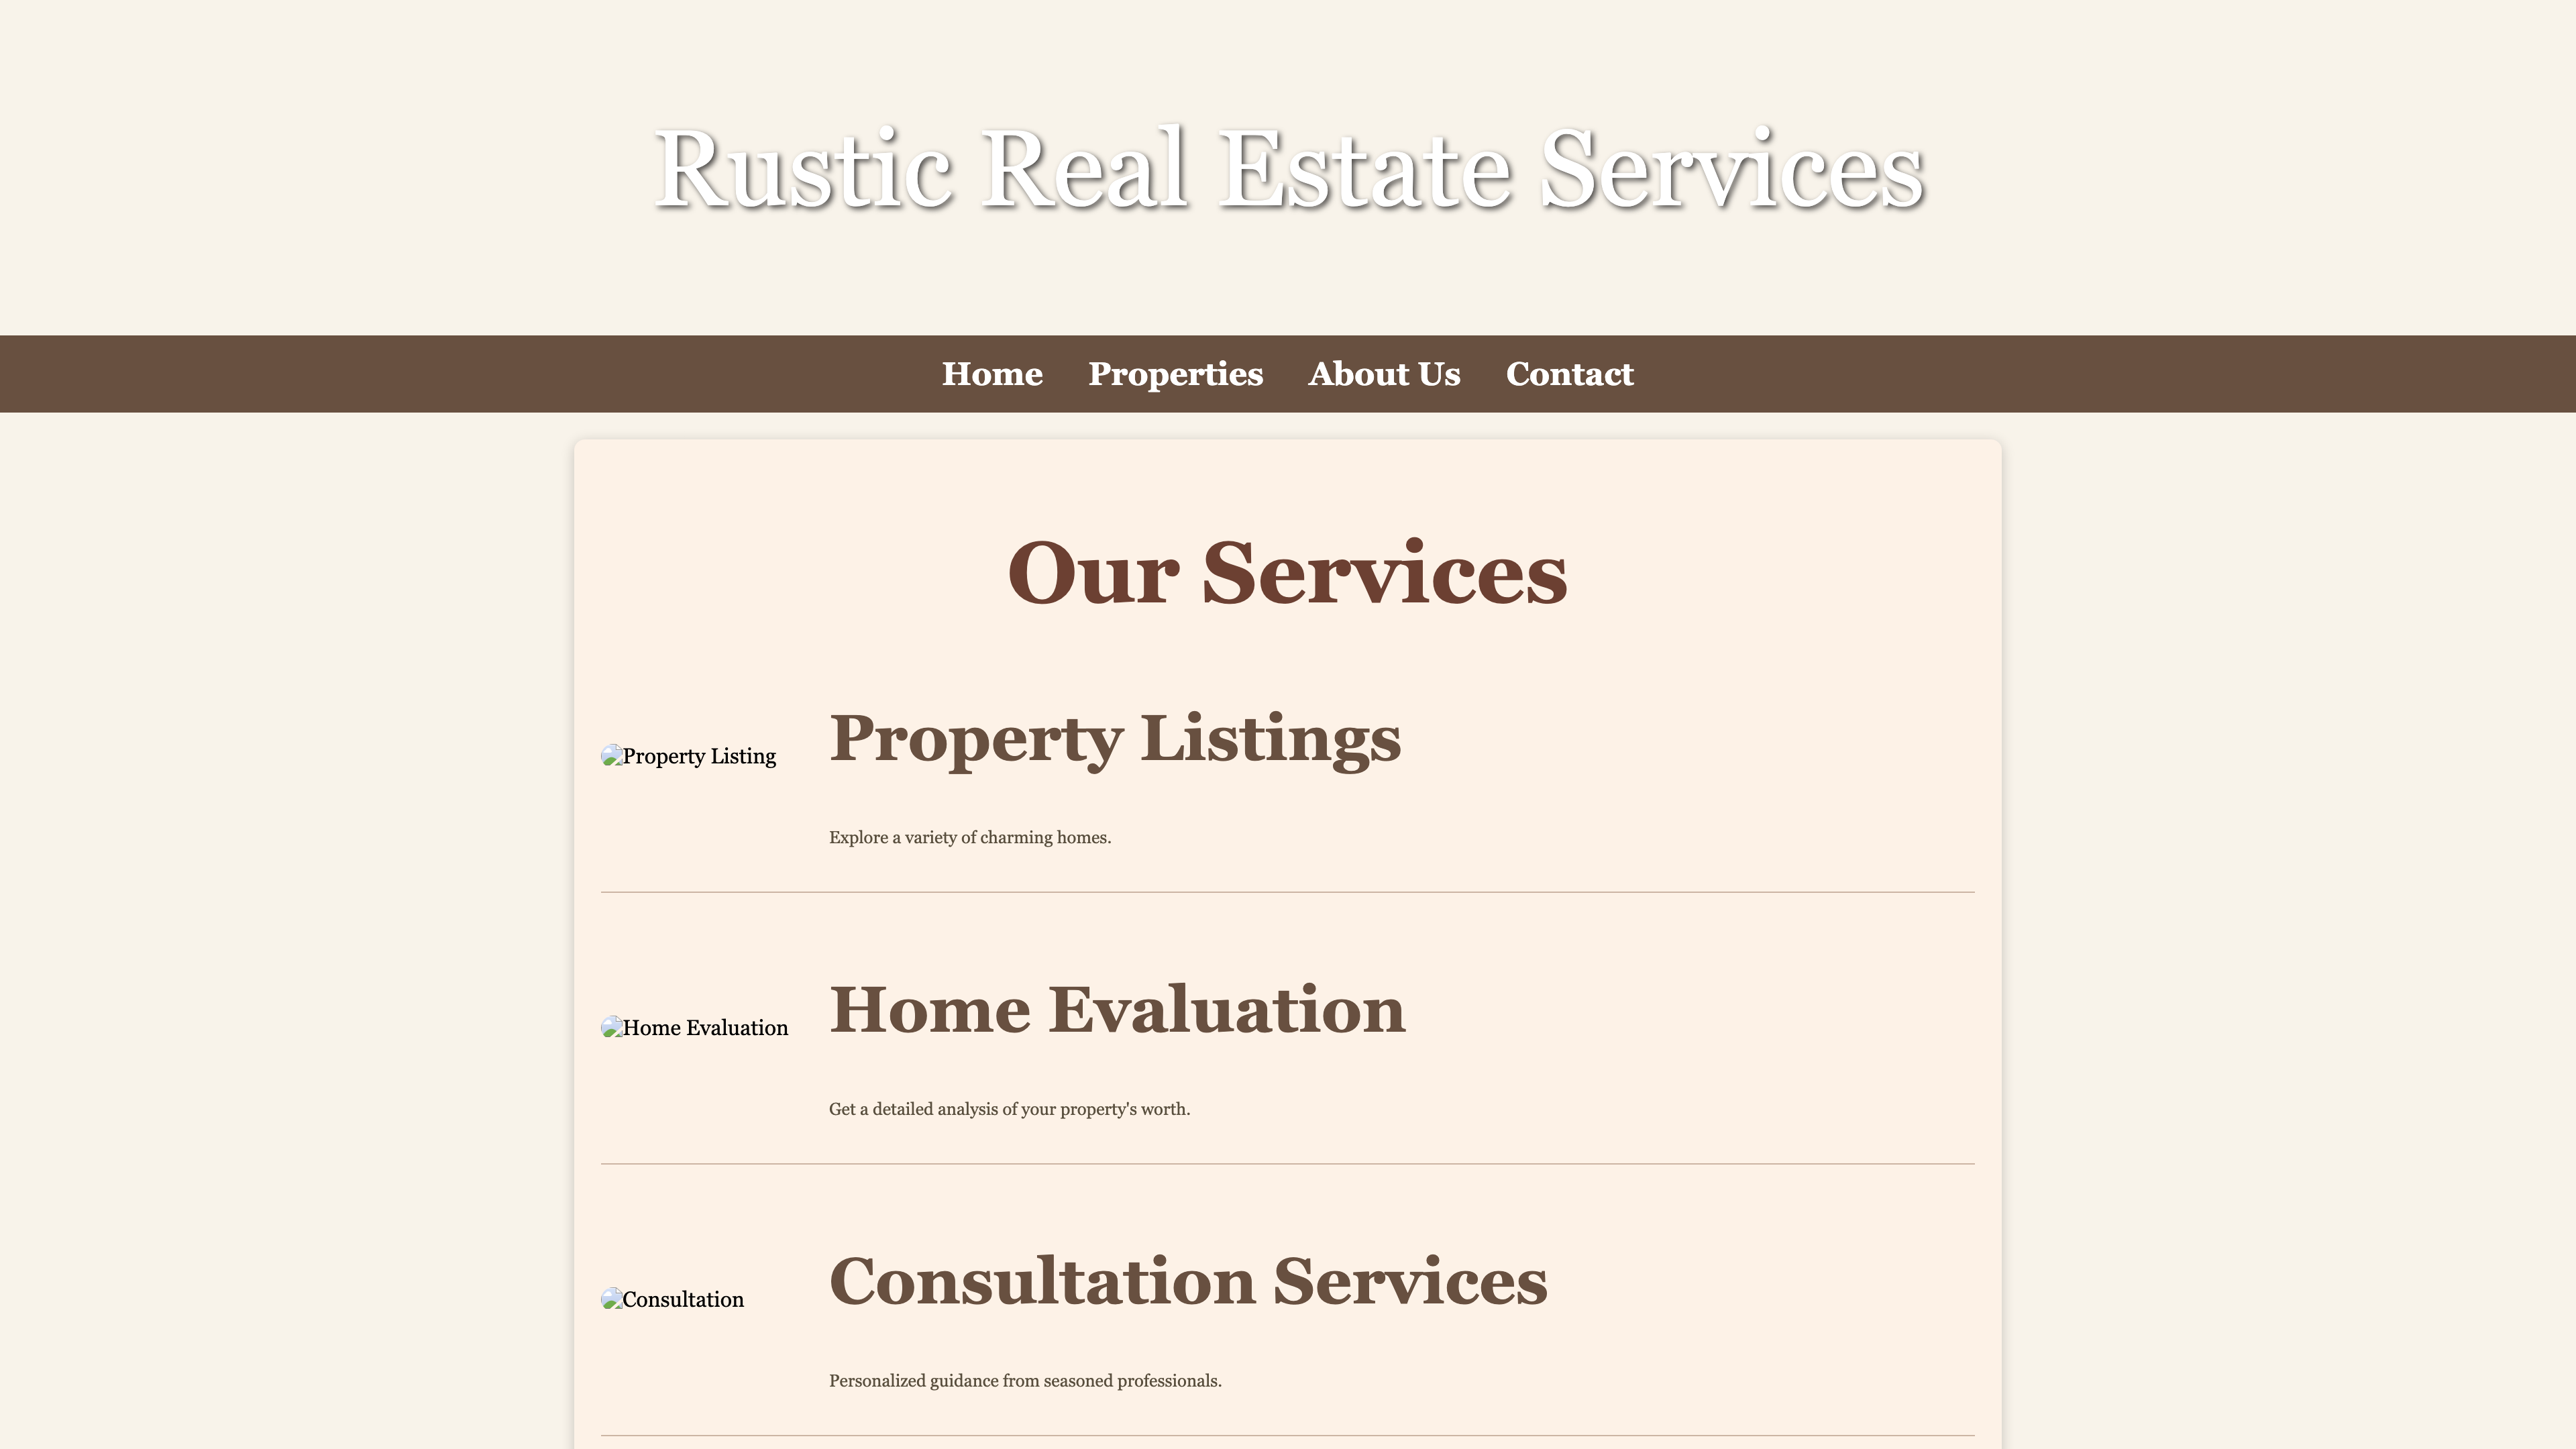 Rustic Real Estate Services
Home Properties About Us Contact
Our Services
Property Listing
Property Listings
Explore a variety of charming homes.
Home Evaluation
Home Evaluation
Get a detailed analysis of your property's worth.
Consultation
Consultation Services
Personalized guidance from seasoned professionals.